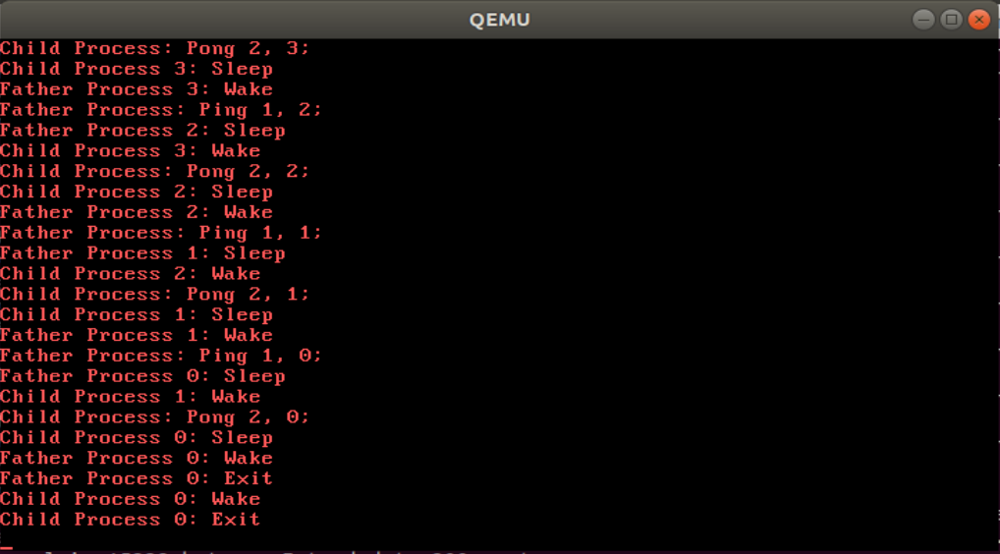 QEMU
Child Process: Pong 2, 3;
Child Process 3: Sleep
Father Process 3: Wake
Father Process: Ping 1, 2;
Father Process 2: Sleep
Child Process 3: Wake
Child Process: Pong 2, 2;
Child Process 2: Sleep
Father Process 2: Wake
Father Process: Ping 1, 1;
Father Process 1: Sleep
Child Process 2: Wake
Child Process: Pong 2, 1;
Child Process 1: Sleep
Father Process 1: Wake
Father Process: Ping 1, 0;
Father Process 0: Sleep
Child Process 1: Wake
Child Process: Pong 2, 0;
Child Process 0: Sleep
Father Process 0: Wake
Father Process 0: Exit
Child Process 0: Wake
Child Process 0: Exit